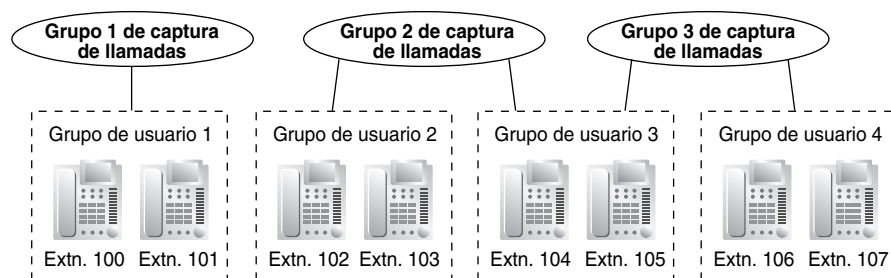 Grupo 1 de captura
de llamadas
Grupo 2 de captura
de llamadas
Grupo 3 de captura
de llamadas
Grupo de usuario 1
Grupo de usuario 2
Grupo de usuario 3
Grupo de usuario 4
Extn. 100
Extn. 101
Extn. 102
Extn. 103
Extn. 104
Extn. 105
Extn. 106
Extn. 107